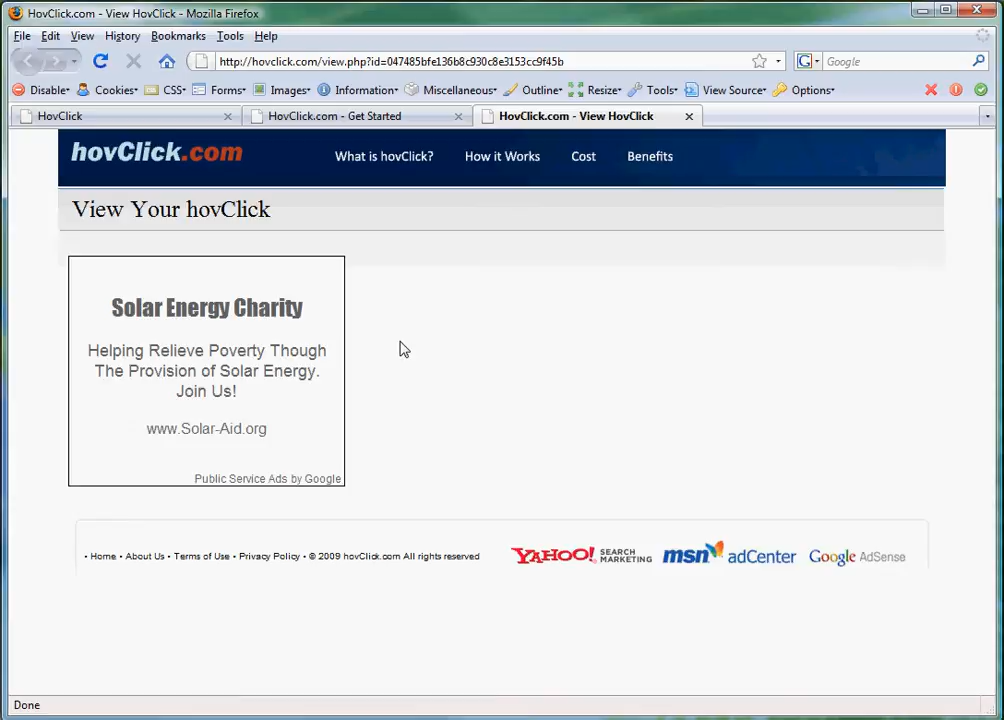 HovClick.com - View HovClick - Mozilla Firefox
File Edit View History Bookmarks Tools Help
http://hovclick.com/view.php?id=047485bfe136b8c930c8e3153cc9f45b
Google
Disable Cookies CSS Forms Images Information Miscellaneous Outline Resize Tools View Source Options
HovClick HovClick.com - Get Started HovClick.com - View HovClick
hovClick.com What is hovClick? How it Works Cost Benefits
View Your hovClick
Solar Energy Charity
Helping Relieve Poverty Though
The Provision of Solar Energy.
Join Us!
www.Solar-Aid.org
Public Service Ads by Google
• Home • About Us • Terms of Use • Privacy Policy • © 2009 hovClick.com All rights reserved
YAHOO! SEARCH MARKETING msn adCenter Google AdSense
Done